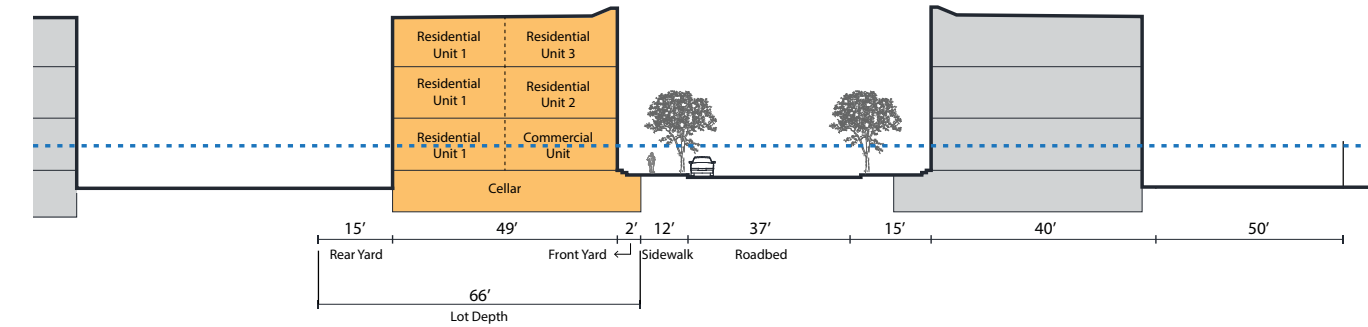 Residential
Unit 1
Residential
Unit 3
Residential
Unit 1
Residential
Unit 2
Residential
Unit 1
Commercial
Unit
Cellar
15’ 49’ 2’ 12’ 37’ 15’ 40’ 50’
Rear Yard Front Yard Sidewalk Roadbed
66’
Lot Depth